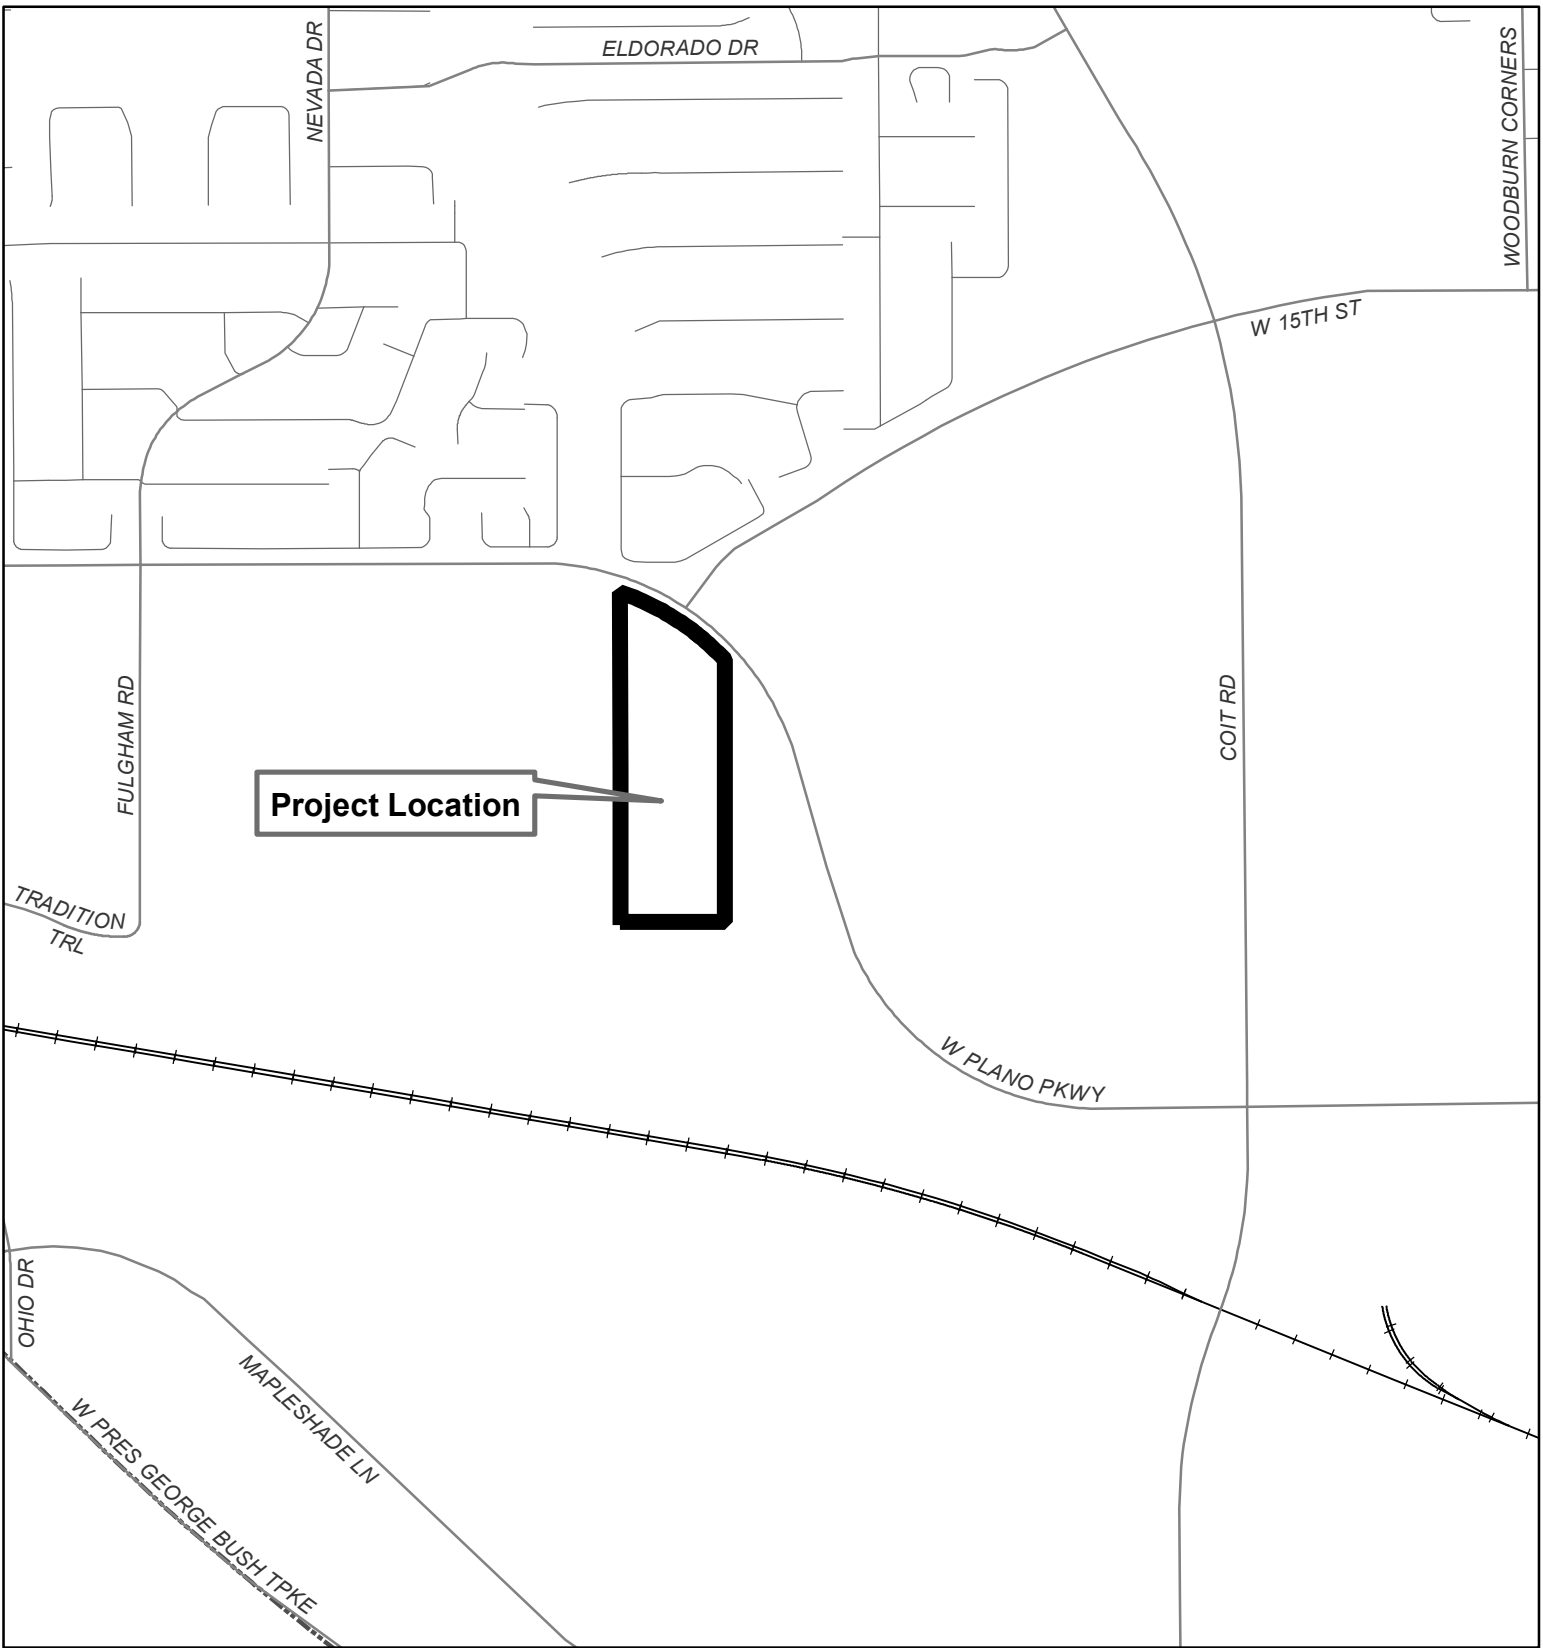 NEVADA DR
ELDORADO DR
WOODBURN CORNERS
W 15TH ST
FULGHAM RD
COIT RD
Project Location
TRADITION
TRL
W PLANO PKWY
OHIO DR
MAPLESHADE LN
W PRES GEORGE BUSH TPKE